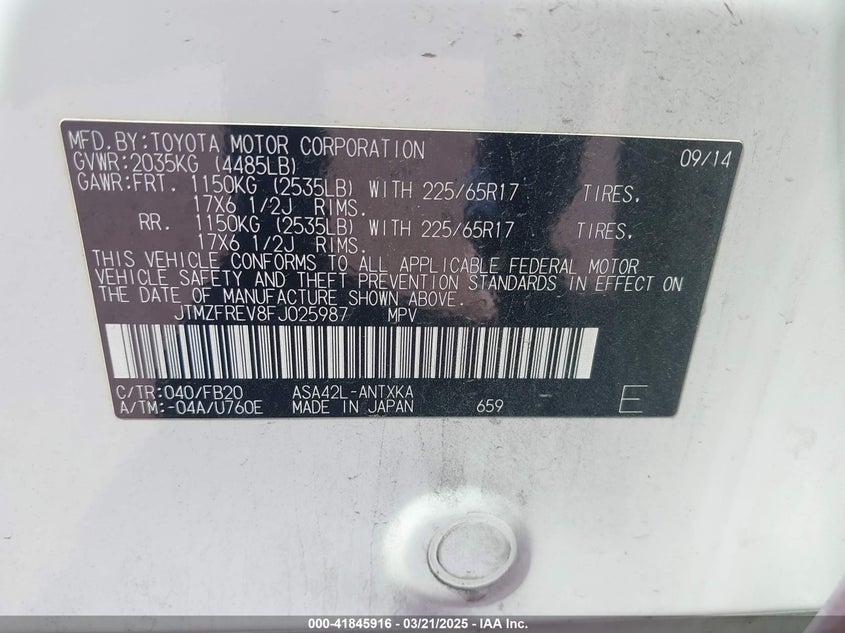 MFD.BY:TOYOTA MOTOR CORPORATION 09/14
GVWR:2035KG (4485LB)
GAWR:FRT. 1150KG (2535LB) WITH 225/65R17 TIRES,
17X6 1/2J RIMS.
RR. 1150KG (2535LB) WITH 225/65R17 TIRES,
17X6 1/2J RIMS.
THIS VEHICLE CONFORMS TO ALL APPLICABLE FEDERAL MOTOR
VEHICLE SAFETY AND THEFT PREVENTION STANDARDS IN EFFECT ON
THE DATE OF MANUFACTURE SHOWN ABOVE.
JTMZFREV8FJ025987 MPV
C/TR:040/FB20 ASA42L-ANTXKA
A/TM:-04A/U760E MADE IN JAPAN 659 E
000-41845916 - 03/21/2025 - IAA Inc.